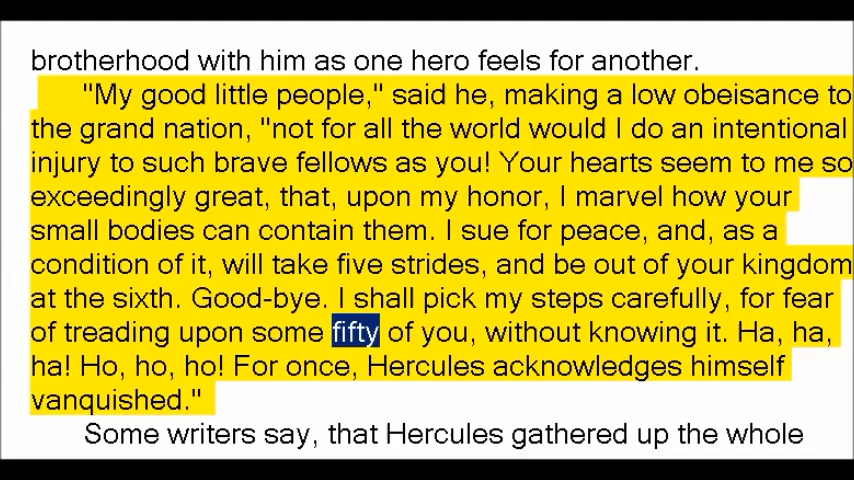 brotherhood with him as one hero feels for another.
"My good little people," said he, making a low obeisance to
the grand nation, "not for all the world would I do an intentional
injury to such brave fellows as you! Your hearts seem to me so
exceedingly great, that, upon my honor, I marvel how your
small bodies can contain them. I sue for peace, and, as a
condition of it, will take five strides, and be out of your kingdom
at the sixth. Good-bye. I shall pick my steps carefully, for fear
of treading upon some fifty of you, without knowing it. Ha, ha,
ha! Ho, ho, ho! For once, Hercules acknowledges himself
vanquished."
Some writers say, that Hercules gathered up the whole